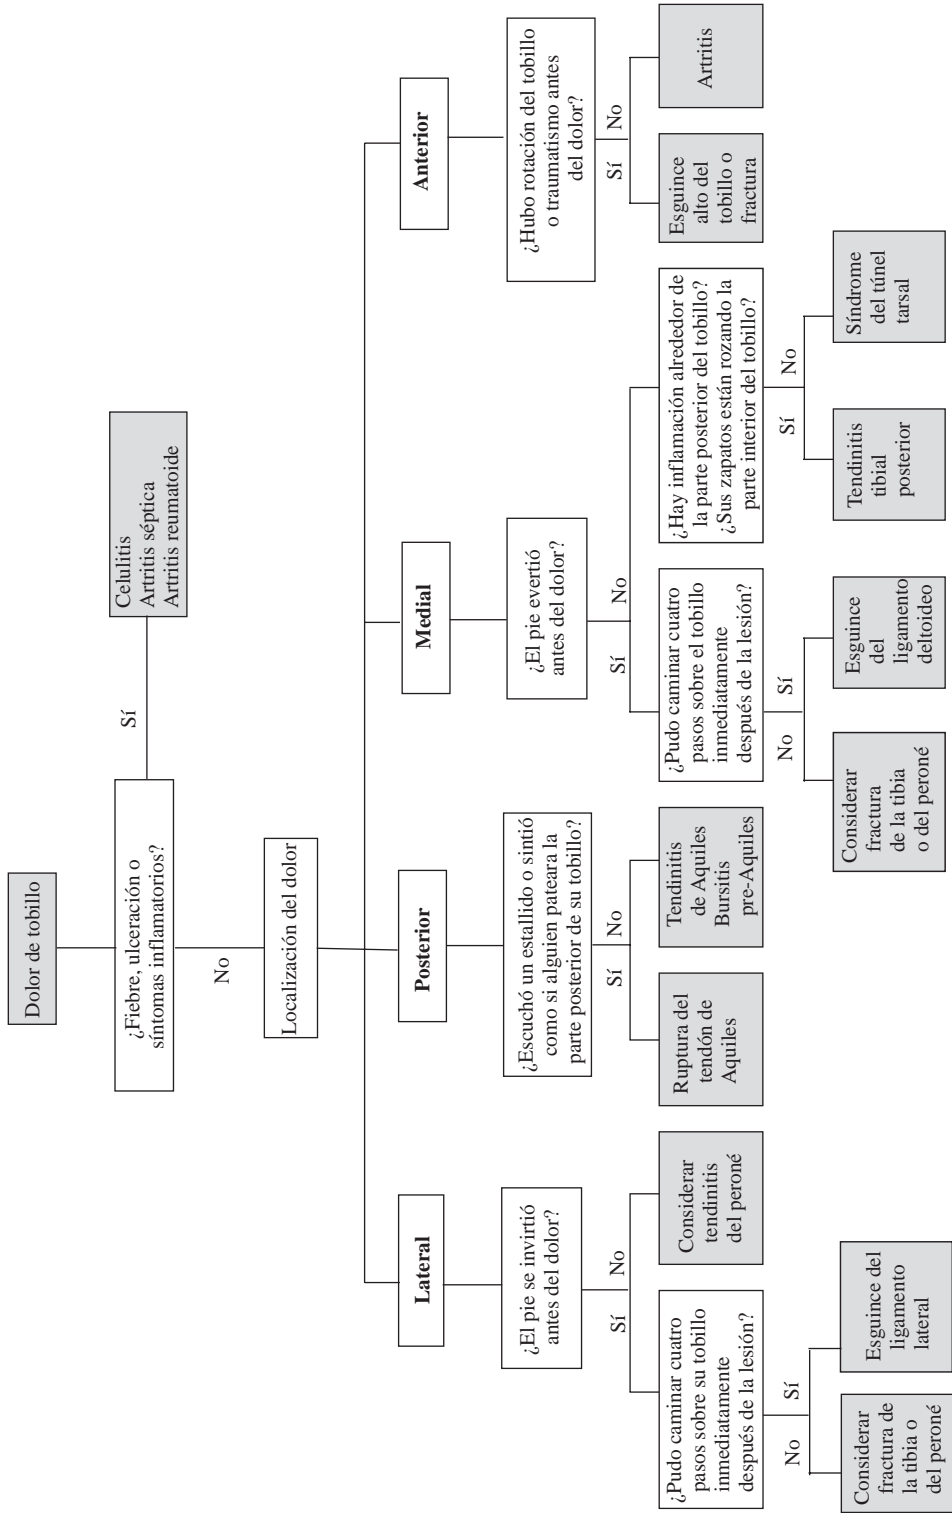 Dolor de tobillo
¿Fiebre, ulceración o
síntomas inflamatorios?
Sí
Celulitis
Artritis séptica
Artritis reumatoide
No
Localización del dolor
Lateral
¿El pie se invirtió
antes del dolor?
Sí
No
¿Pudo caminar cuatro
pasos sobre su tobillo
inmediatamente
después de la lesión?
No
Sí
Considerar
fractura de
la tibia o
del peroné
Esguince del
ligamento
lateral
Considerar
tendinitis
del peroné
Posterior
¿Escuchó un estallido o sintió
como si alguien pateara la
parte posterior de su tobillo?
Sí
No
Ruptura del
tendón de
Aquiles
Tendinitis
de Aquiles
Bursitis
pre-Aquiles
Medial
¿El pie evertió
antes del dolor?
Sí
No
¿Pudo caminar cuatro
pasos sobre el tobillo
inmediatamente
después de la lesión?
No
Sí
Considerar
fractura
de la tibia
o del peroné
Esguince
del
ligamento
deltoideo
¿Hay inflamación alrededor de
la parte posterior del tobillo?
¿Sus zapatos están rozando la
parte interior del tobillo?
Sí
No
Tendinitis
tibial
posterior
Síndrome
del túnel
tarsal
Anterior
¿Hubo rotación del tobillo
o traumatismo antes
del dolor?
Sí
No
Esguince
alto del
tobillo o
fractura
Artritis